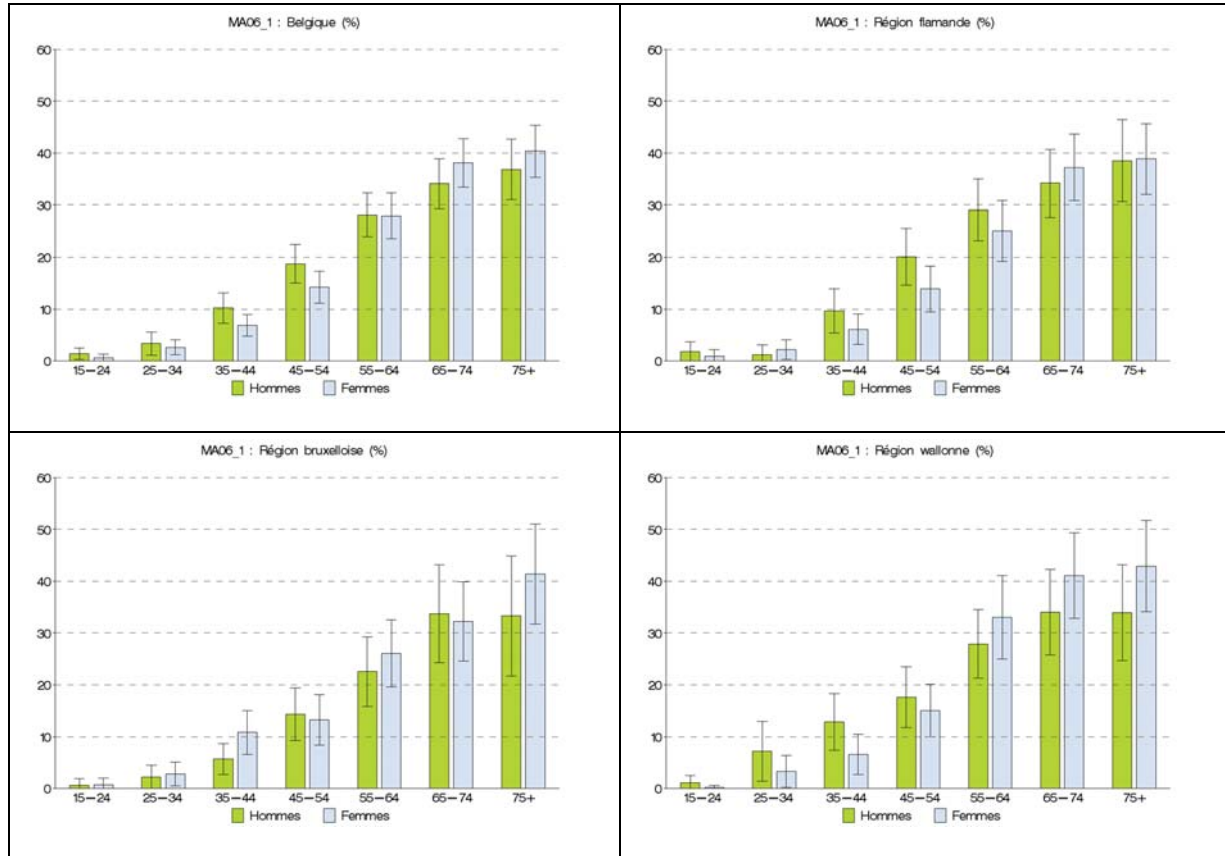 MA06_1 : Belgique (%)
60
50
40
30
20
10
0
15-24 25-34 35-44 45-54 55-64 65-74 75+
Hommes Femmes
MA06_1 : Région flamande (%)
60
50
40
30
20
10
0
15-24 25-34 35-44 45-54 55-64 65-74 75+
Hommes Femmes
MA06_1 : Région bruxelloise (%)
60
50
40
30
20
10
0
15-24 25-34 35-44 45-54 55-64 65-74 75+
Hommes Femmes
MA06_1 : Région wallonne (%)
60
50
40
30
20
10
0
15-24 25-34 35-44 45-54 55-64 65-74 75+
Hommes Femmes